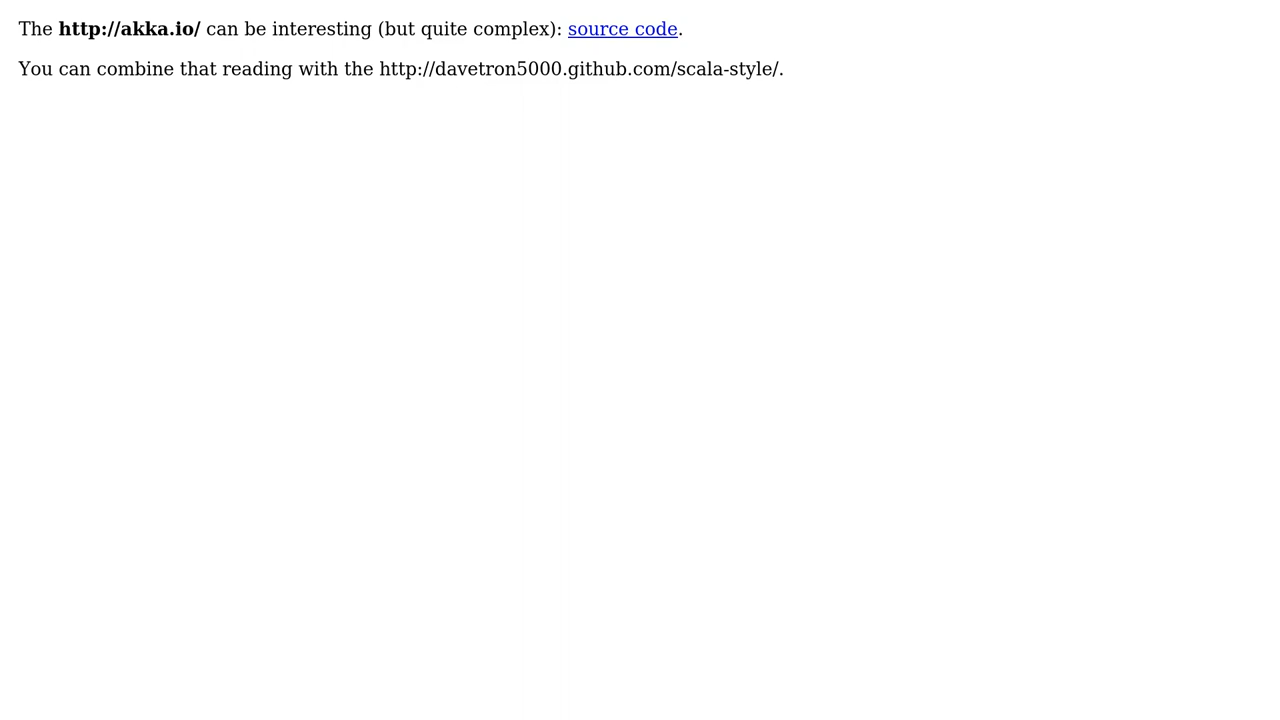 The http://akka.io/ can be interesting (but quite complex): source code.
You can combine that reading with the http://davetron5000.github.com/scala-style/.